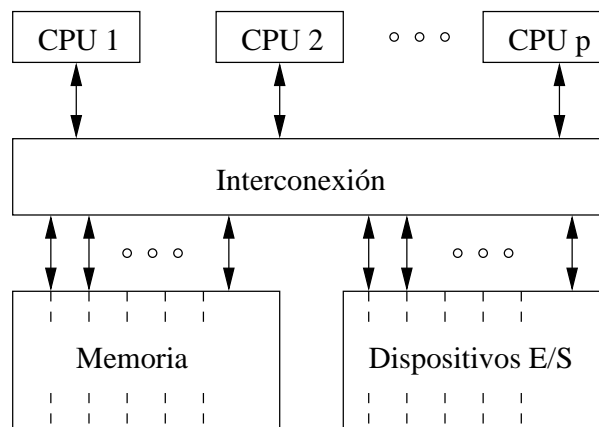 CPU 1
CPU 2
CPU p
Interconexión
Memoria
Dispositivos E/S